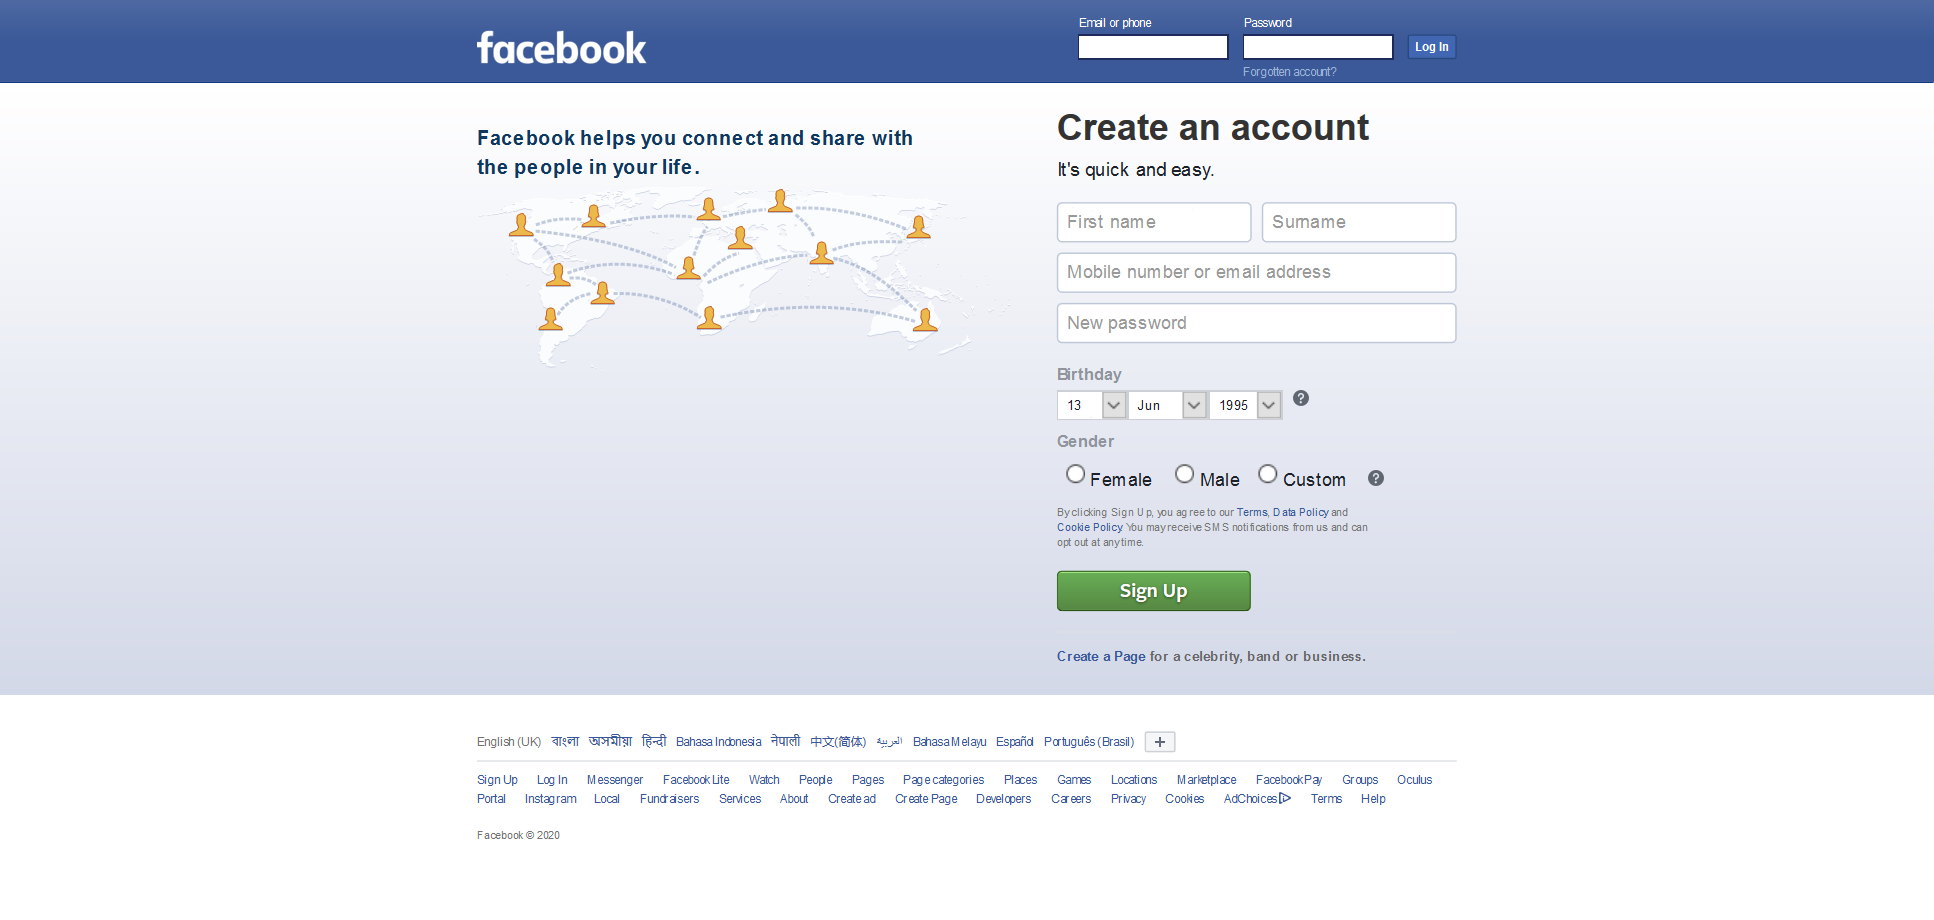 facebook
Email or phone
Password
Log In
Forgotten account?
Facebook helps you connect and share with
the people in your life.
Create an account
It's quick and easy.
First name
Surname
Mobile number or email address
New password
Birthday
13
Jun
1995
?
Gender
Female
Male
Custom
?
By clicking Sign Up, you agree to our Terms, Data Policy and
Cookie Policy. You may receive SMS notifications from us and can
opt out at any time.
Sign Up
Create a Page for a celebrity, band or business.
English (UK) বাংলা অসমীয়া हिन्दी Bahasa Indonesia नेपाली 中文(简体) العربية Bahasa Melayu Español Português (Brasil) +
Sign Up Log In Messenger Facebook Lite Watch People Pages Page categories Places Games Locations Marketplace Facebook Pay Groups Oculus
Portal Instagram Local Fundraisers Services About Create ad Create Page Developers Careers Privacy Cookies AdChoices Terms Help
Facebook © 2020